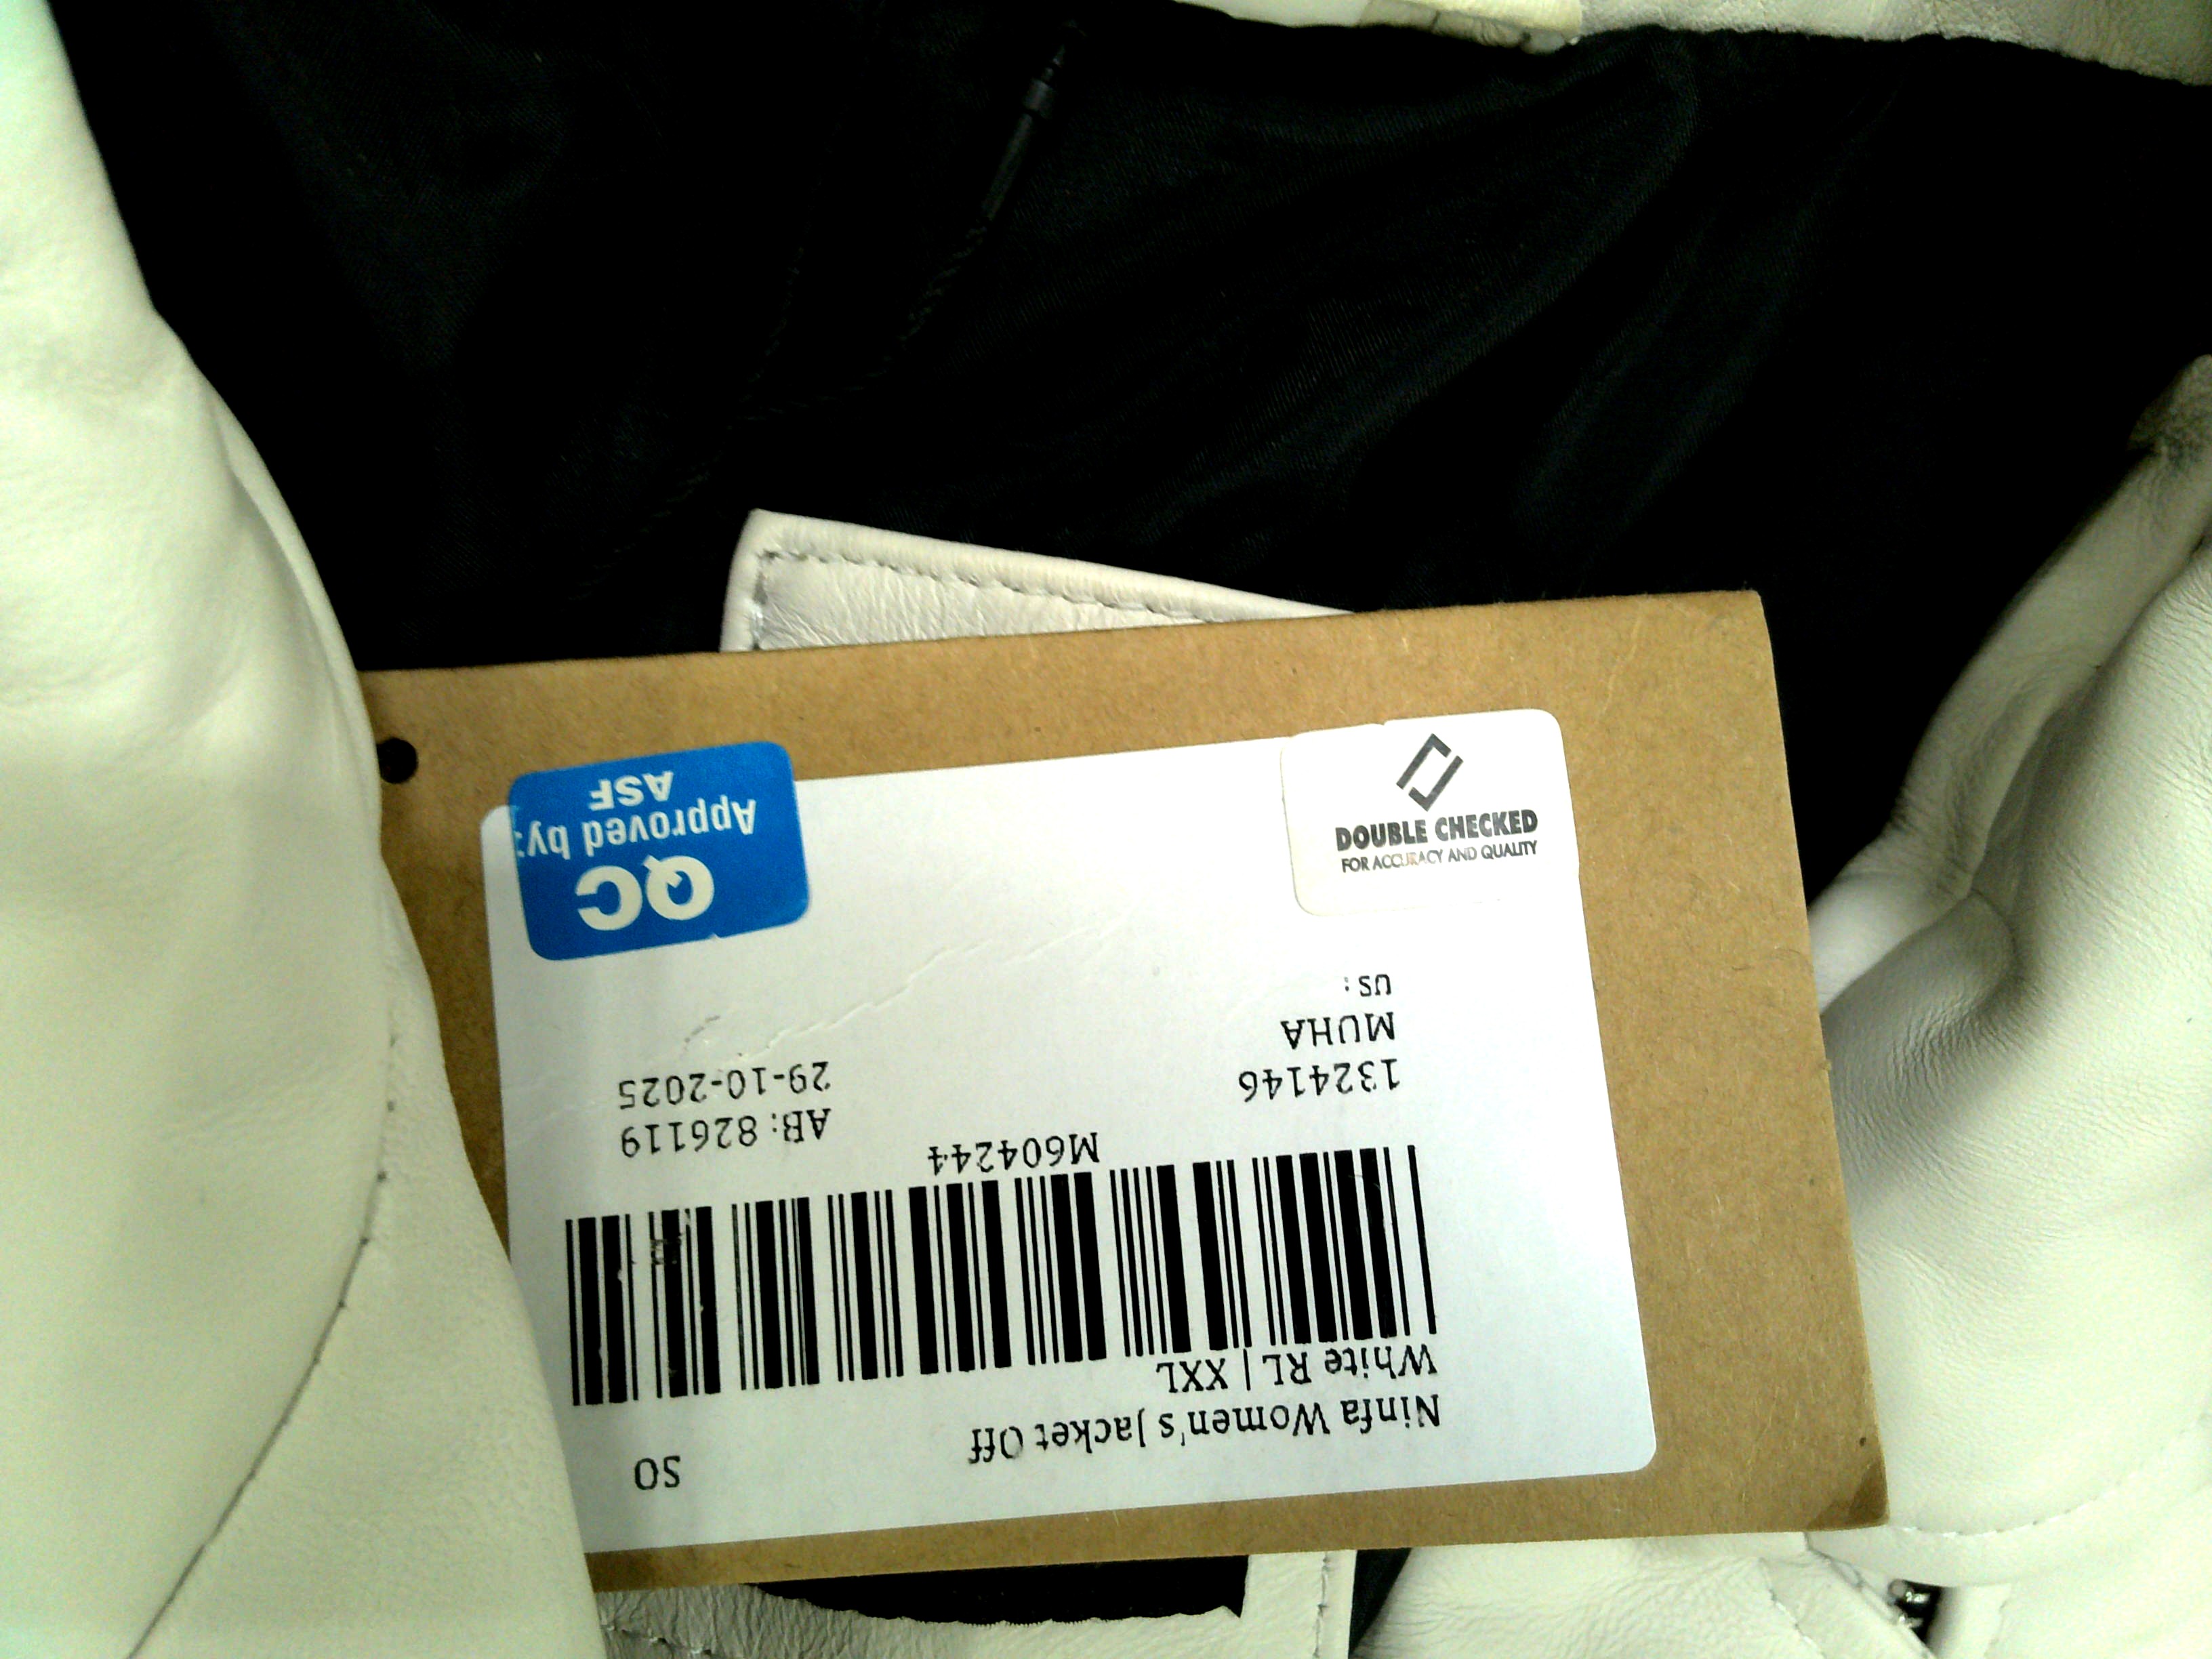 SO
Ninfa Women's Jacket Off
White RL | XXL
M604244
AB: 826119
29-10-2025
1324146
MUHA
US :
QC
Approved by:
ASF
DOUBLE CHECKED
FOR ACCURACY AND QUALITY